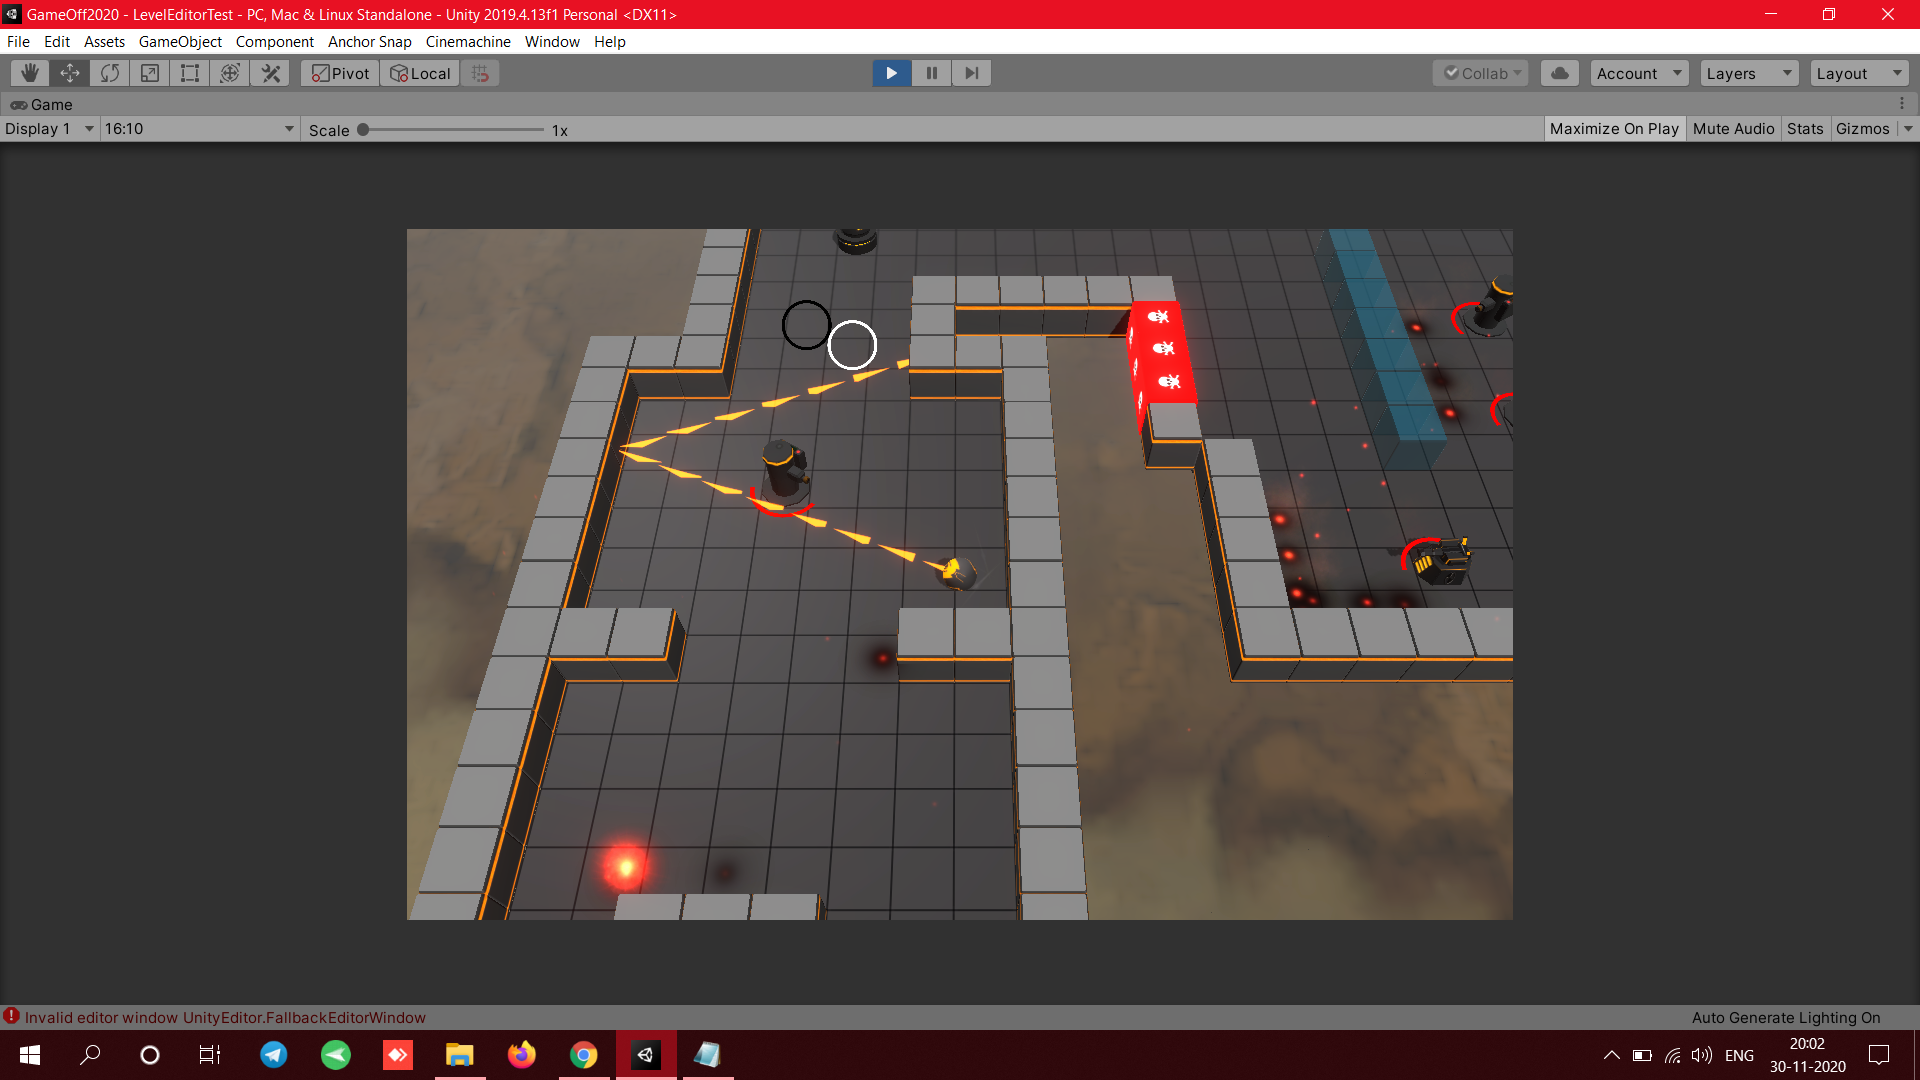 GameOff2020 - LevelEditorTest - PC, Mac & Linux Standalone - Unity 2019.4.13f1 Personal <DX11>
File Edit Assets GameObject Component Anchor Snap Cinemachine Window Help
Pivot Local Collab Account Layers Layout
Game
Display 1 16:10 Scale 1x Maximize On Play Mute Audio Stats Gizmos
Invalid editor window UnityEditor.FallbackEditorWindow Auto Generate Lighting On
ENG 20:02
30-11-2020